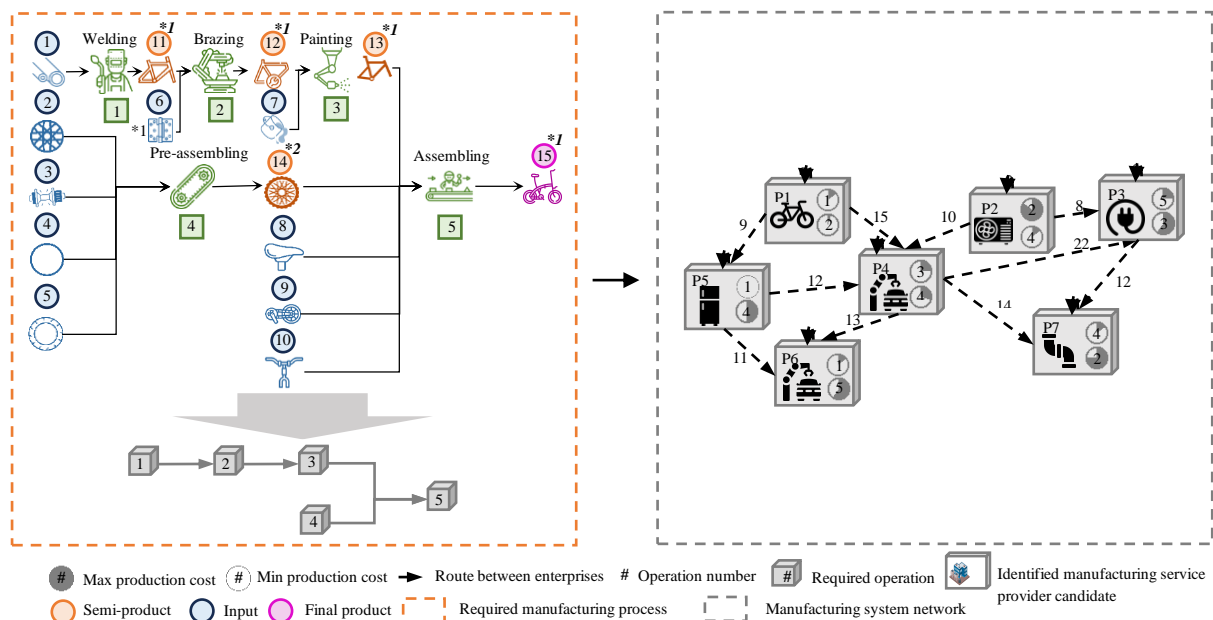 1 Welding *1 11 Brazing *1 12 Painting 13 *1
2 1 6 2 7 3
*1
3 Pre-assembling 14 *2 Assembling *1 15
4 4 8 5
5 9
10
1 2 3
4 5
P1 1 2
P2 2 4
P3 5 3
9 15 10 8 22
P5 1 4
12
P4 3 4
12
11 13 14
P6 1 5
P7 4 2
# Max production cost # Min production cost Route between enterprises # Operation number # Required operation Identified manufacturing service
provider candidate
Semi-product Input Final product Required manufacturing process Manufacturing system network